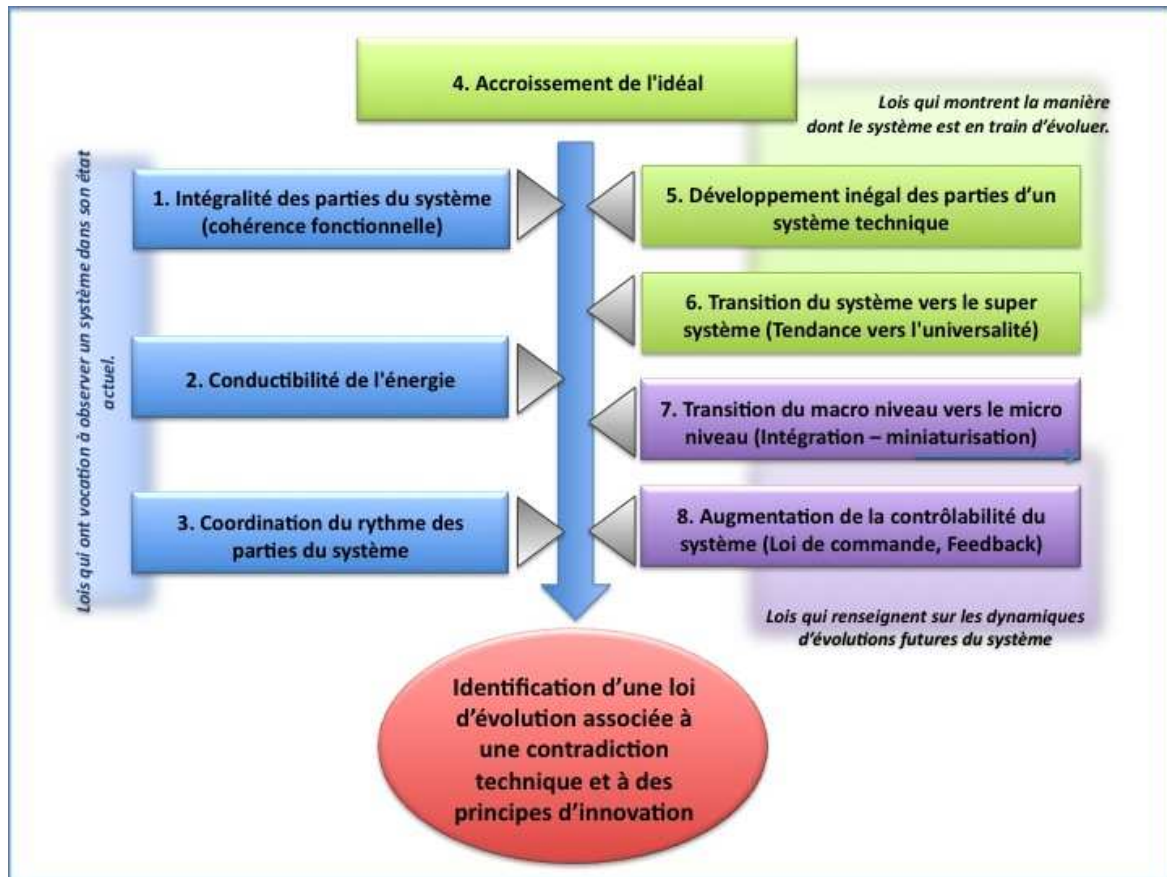 4. Accroissement de l'idéal
Lois qui montrent la manière
dont le système est en train d’évoluer.
Lois qui ont vocation à observer un système dans son état
actuel.
1. Intégralité des parties du système
(cohérence fonctionnelle)
5. Développement inégal des parties d’un
système technique
6. Transition du système vers le super
système (Tendance vers l'universalité)
2. Conductibilité de l'énergie
7. Transition du macro niveau vers le micro
niveau (Intégration – miniaturisation)
3. Coordination du rythme des
parties du système
8. Augmentation de la contrôlabilité du
système (Loi de commande, Feedback)
Lois qui renseignent sur les dynamiques
d’évolutions futures du système
Identification d’une loi
d’évolution associée à
une contradiction
technique et à des
principes d’innovation